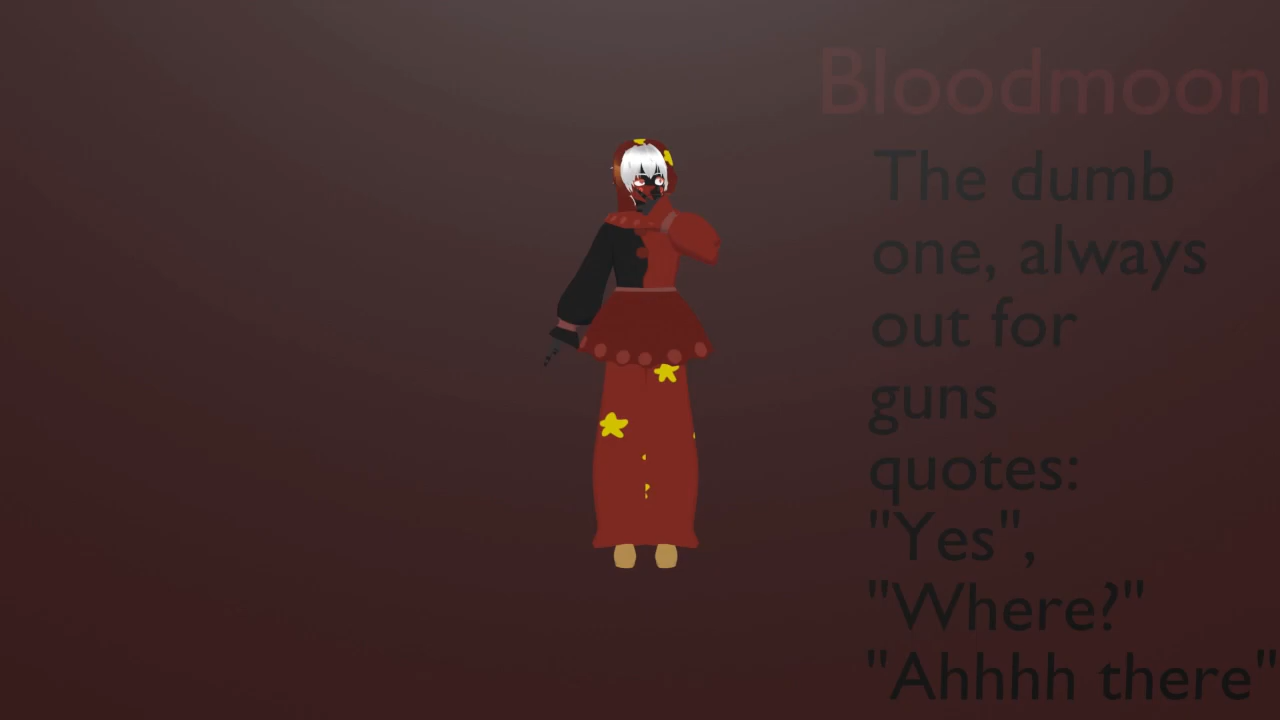 Bloodmoon
The dumb
one, always
out for
guns
quotes:
"Yes",
"Where?"
"Ahhhh there"